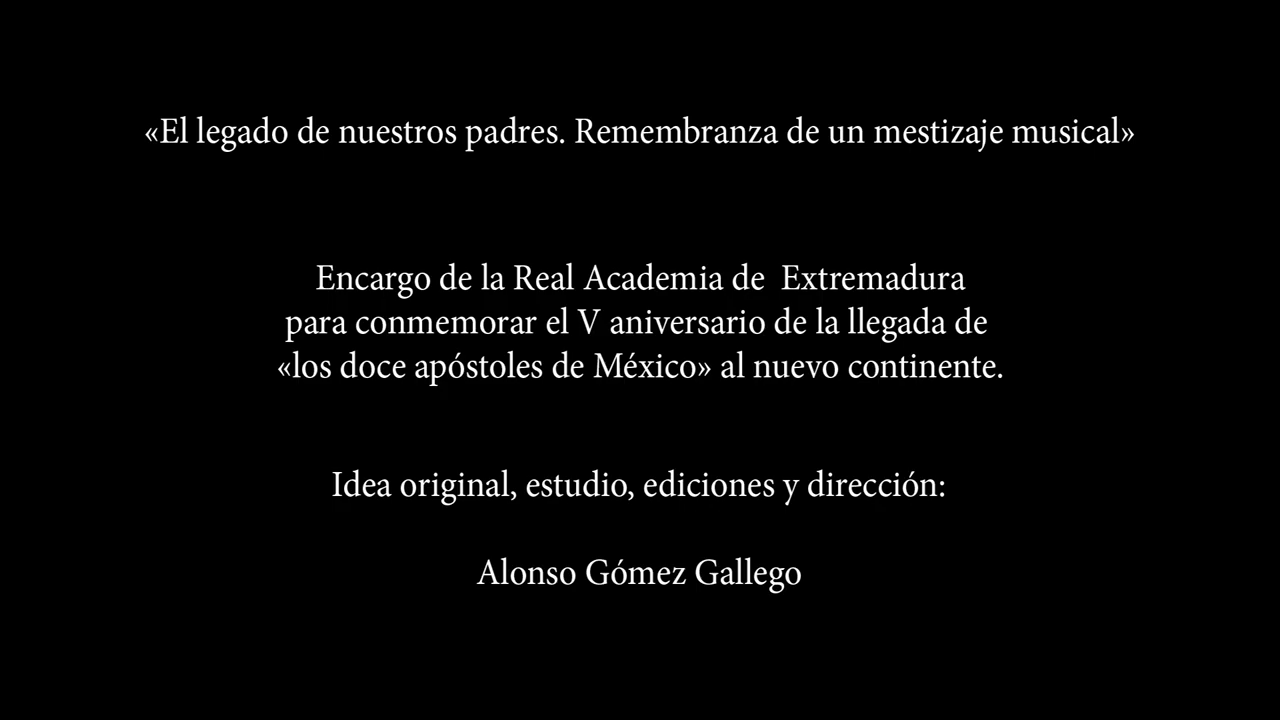 «El legado de nuestros padres. Remembranza de un mestizaje musical»
Encargo de la Real Academia de  Extremadura
para conmemorar el V aniversario de la llegada de
«los doce apóstoles de México» al nuevo continente.
Idea original, estudio, ediciones y dirección:
Alonso Gómez Gallego